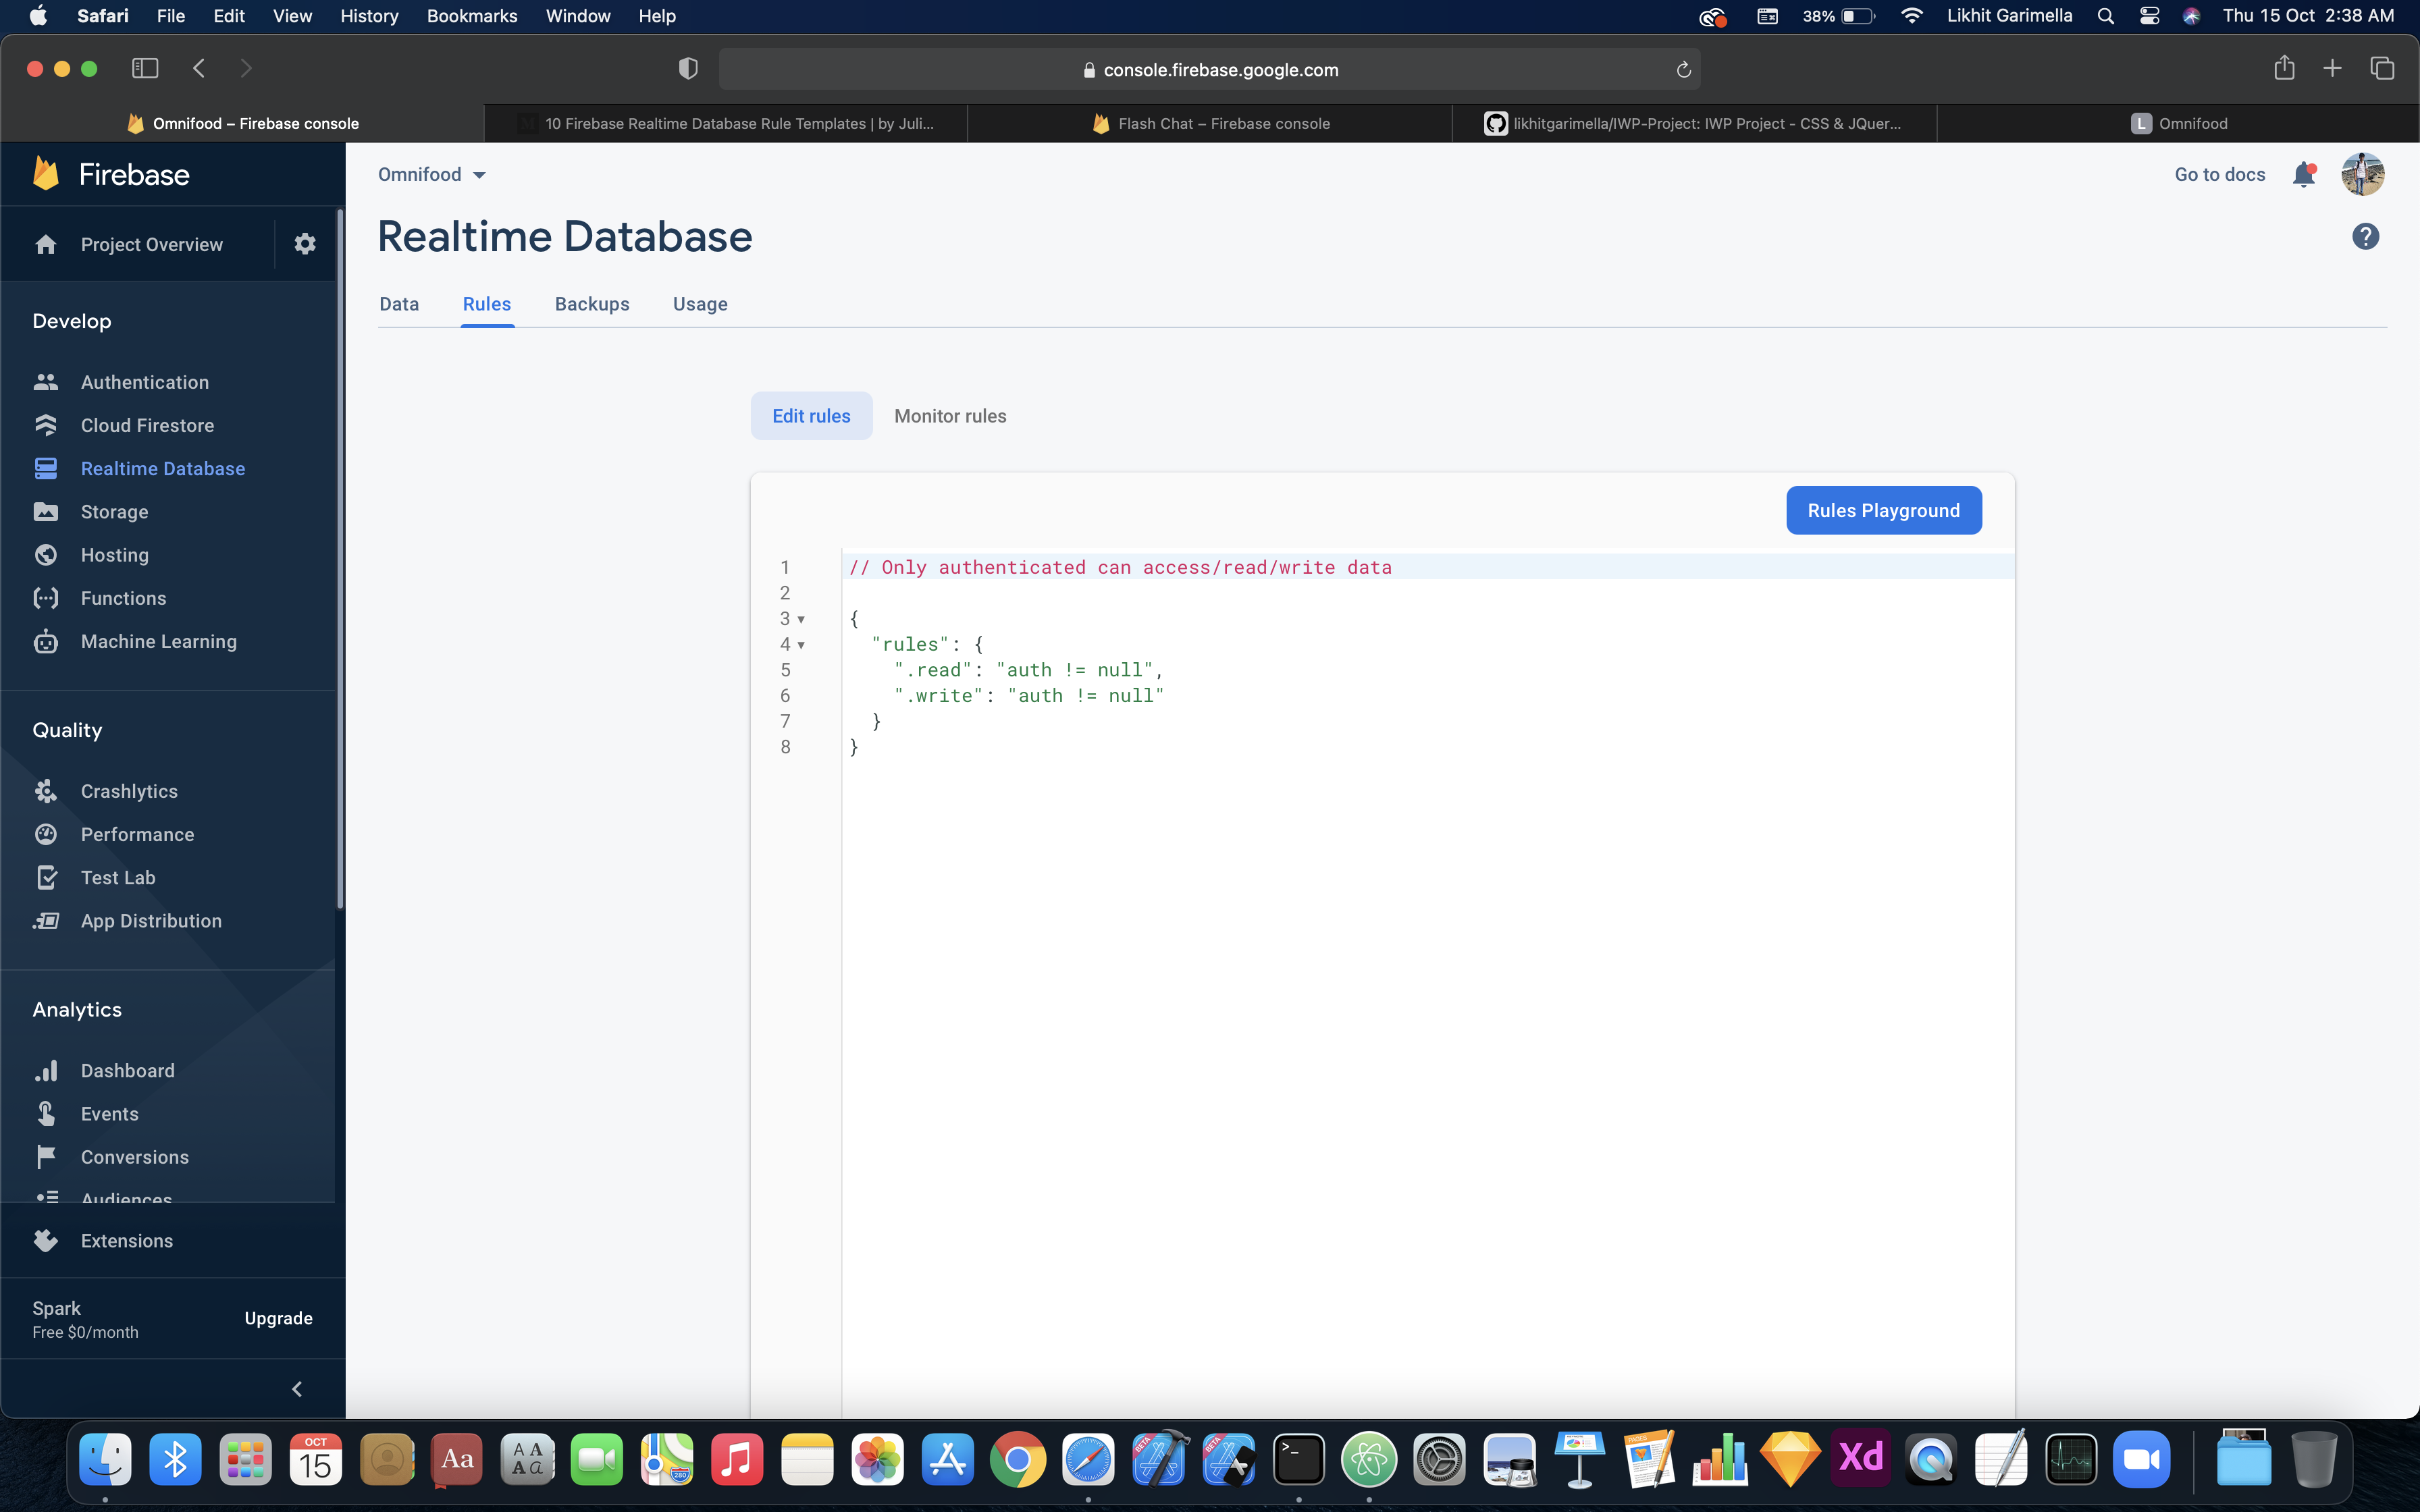 Safari File Edit View History Bookmarks Window Help 38% Likhit Garimella Thu 15 Oct 2:38 AM
console.firebase.google.com
Omnifood – Firebase console
10 Firebase Realtime Database Rule Templates | by Juli...
Flash Chat – Firebase console
likhitgarimella/IWP-Project: IWP Project - CSS & JQuer...
L Omnifood
Firebase
Project Overview
Develop
Authentication
Cloud Firestore
Realtime Database
Storage
Hosting
Functions
Machine Learning
Quality
Crashlytics
Performance
Test Lab
App Distribution
Analytics
Dashboard
Events
Conversions
Audiences
Extensions
Spark
Free $0/month
Upgrade
Omnifood
Go to docs
Realtime Database
?
Data Rules Backups Usage
Edit rules Monitor rules
Rules Playground
1 // Only authenticated can access/read/write data
2
3 {
4 "rules": {
5 ".read": "auth != null",
6 ".write": "auth != null"
7 }
8 }
OCT
15
Aa
AA
Aa
280
BETA
BETA
>_
PAGES
Xd